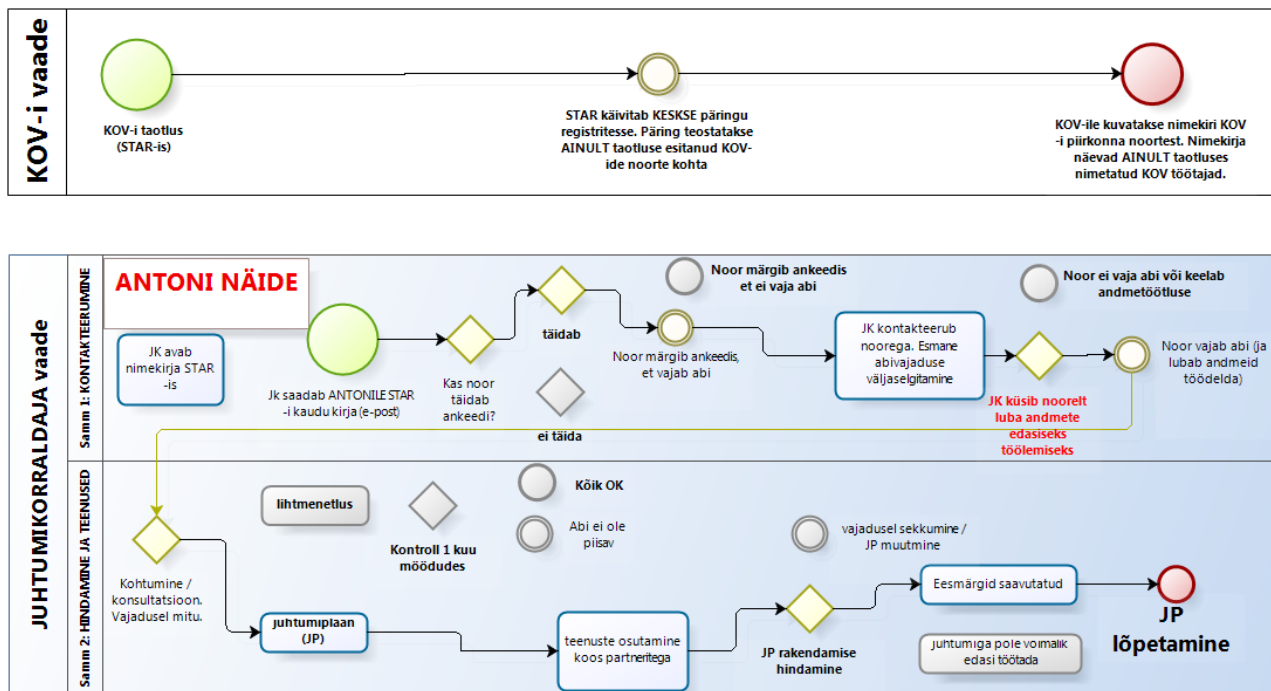 KOV-i vaade
KOV-i taotlus
(STAR-is)
STAR käivitab KESKSE päringu
registritesse. Päring teostatakse
AINULT taotluse esitanud KOV-
ide noorte kohta
KOV-ile kuvatakse nimekiri KOV
-i piirkonna noortest. Nimekirja
näevad AINULT taotluses
nimetatud KOV töötajad.
JUHTUMIKORRALDAJA vaade
Samm 1: KONTAKTEERUMINE
ANTONI NÄIDE
JK avab
nimekirja STAR
-is
Jk saadab ANTONILE STAR
-i kaudu kirja (e-post)
Kas noor
täidab
ankeedi?
täidab
ei täida
Noor märgib ankeedis
et ei vaja abi
Noor märgib ankeedis,
et vajab abi
JK kontakteerub
noorega. Esmane
abivajaduse
väljaselgitamine
Noor ei vaja abi või keelab
andmetöötluse
JK küsib noorelt
luba andmete
edasiseks
töölemiseks
Noor vajab abi (ja
lubab andmeid
töödelda)
Samm 2: HINDAMINE JA TEENUSED
Kohtumine /
konsultatsioon.
Vajadusel mitu.
lihtmenetlus
Kontroll 1 kuu
möödudes
Kõik OK
Abi ei ole
piisav
juhtumiplaan
(JP)
teenuste osutamine
koos partneritega
vajadusel sekkumine /
JP muutmine
JP rakendamise
hindamine
Eesmärgid saavutatud
juhtumiga pole võimalik
edasi töötada
JP
lõpetamine